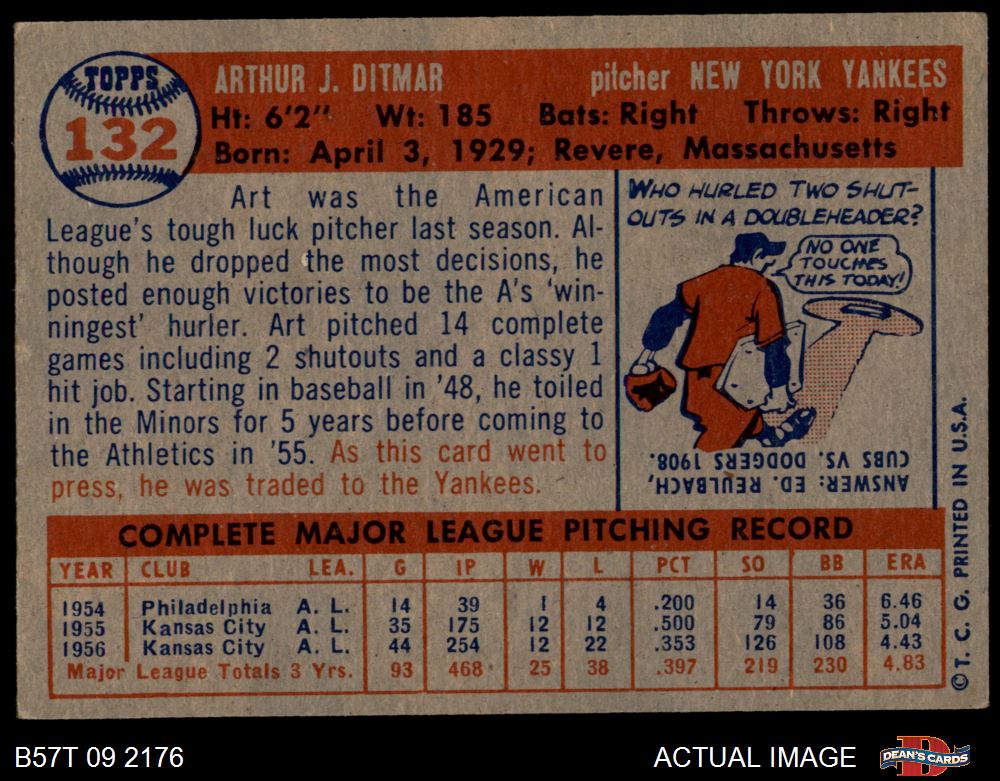 TOPPS
132
ARTHUR J. DITMAR pitcher NEW YORK YANKEES
Ht: 6'2" Wt: 185 Bats: Right Throws: Right
Born: April 3, 1929; Revere, Massachusetts
Art was the American
League's tough luck pitcher last season. Al-
though he dropped the most decisions, he
posted enough victories to be the A's 'win-
ningest' hurler. Art pitched 14 complete
games including 2 shutouts and a classy 1
hit job. Starting in baseball in '48, he toiled
in the Minors for 5 years before coming to
the Athletics in '55. As this card went to
press, he was traded to the Yankees.
WHO HURLED TWO SHUT-
OUTS IN A DOUBLEHEADER?
NO ONE
TOUCHES
THIS TODAY!
ANSWER: ED. REULBACH,
CUBS VS. DODGERS 1908.
COMPLETE MAJOR LEAGUE PITCHING RECORD
YEAR CLUB LEA. G IP W L PCT SO BB ERA
1954 Philadelphia A. L. 14 39 1 4 .200 14 36 6.46
1955 Kansas City A. L. 35 175 12 12 .500 79 86 5.04
1956 Kansas City A. L. 44 254 12 22 .353 126 108 4.43
Major League Totals 3 Yrs. 93 468 25 38 .397 219 230 4.83
© T. C. G. PRINTED IN U.S.A.
B57T 09 2176 ACTUAL IMAGE DEAN'S CARDS